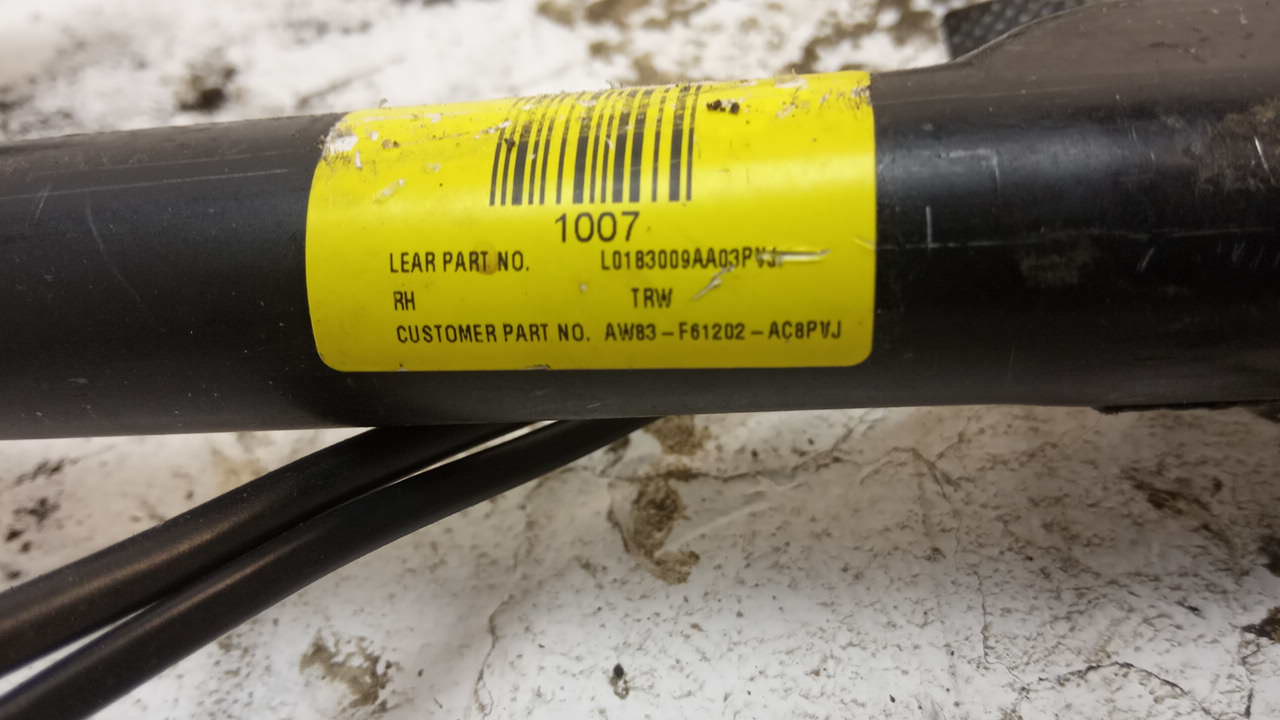 1007
LEAR PART NO. L0183009AA03PVJ
RH TRW
CUSTOMER PART NO. AW83-F61202-AC8PVJ